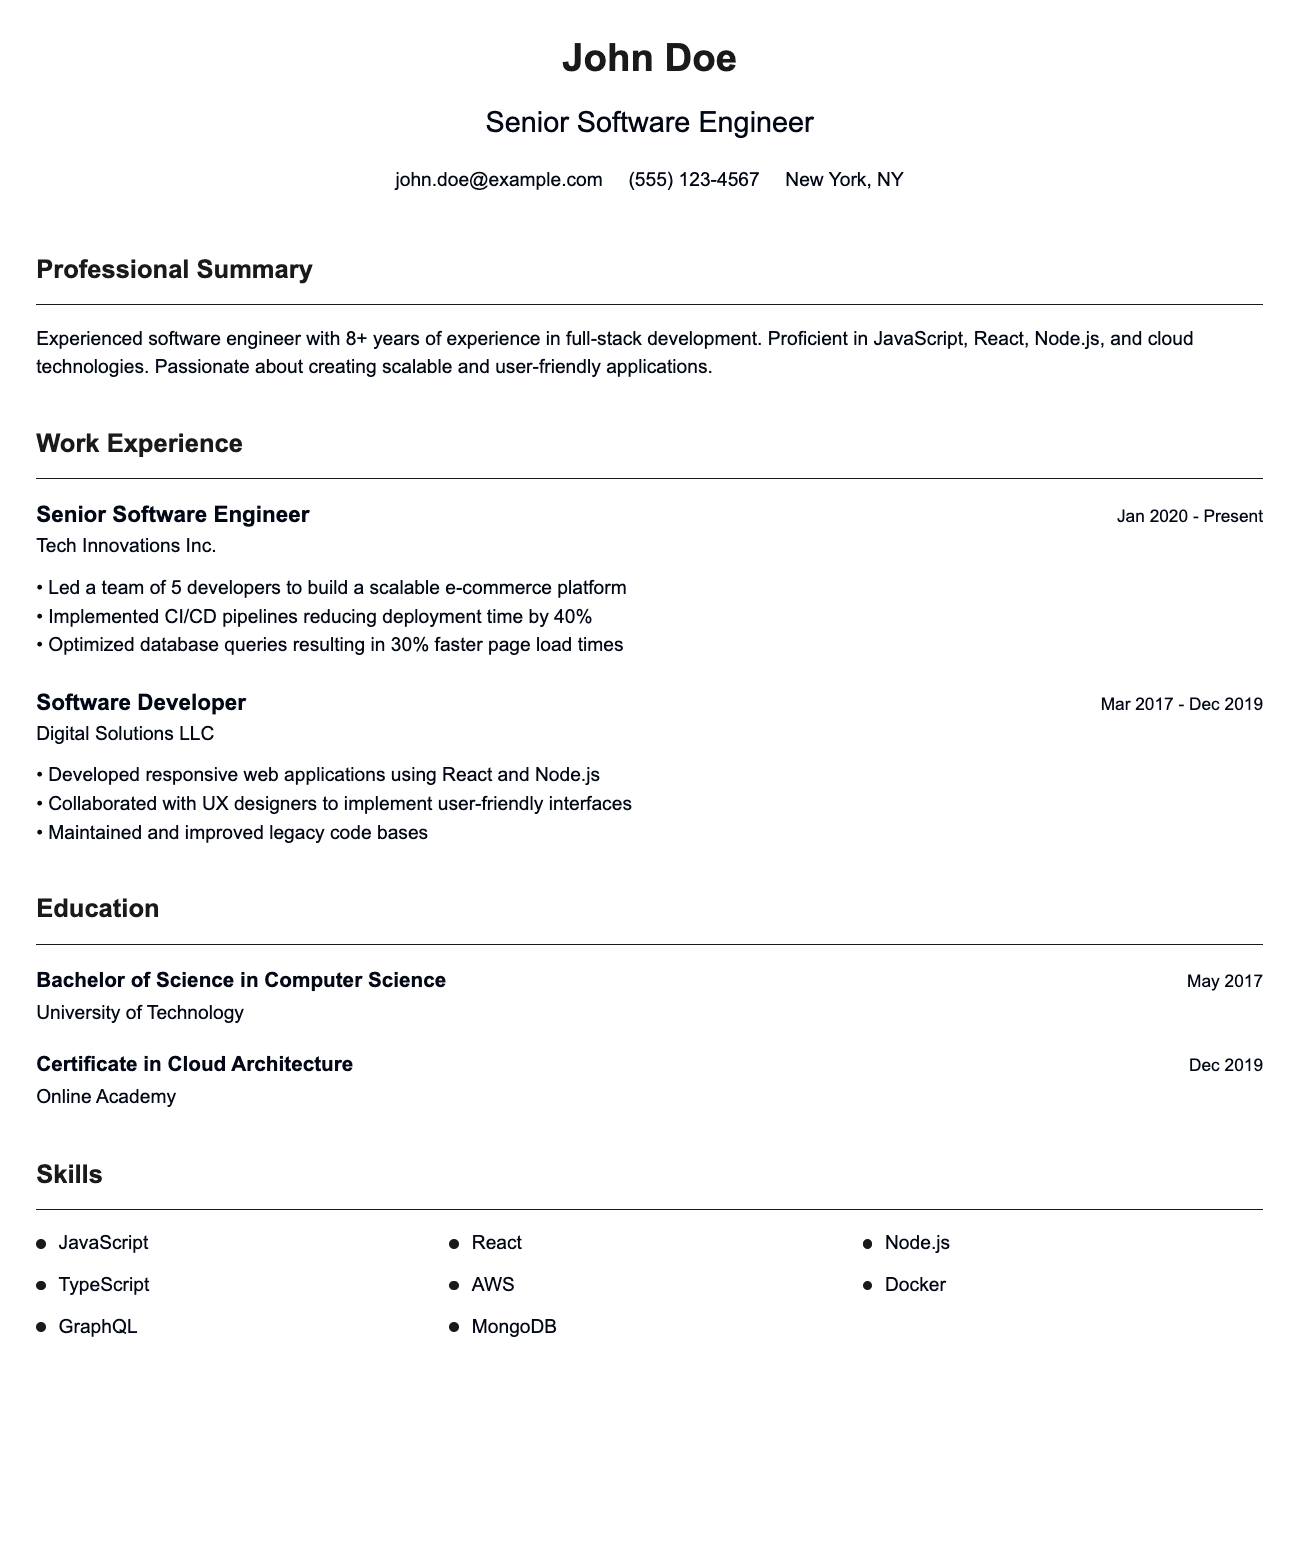 John Doe
Senior Software Engineer
john.doe@example.com (555) 123-4567 New York, NY
Professional Summary
Experienced software engineer with 8+ years of experience in full-stack development. Proficient in JavaScript, React, Node.js, and cloud
technologies. Passionate about creating scalable and user-friendly applications.
Work Experience
Senior Software Engineer Jan 2020 - Present
Tech Innovations Inc.
• Led a team of 5 developers to build a scalable e-commerce platform
• Implemented CI/CD pipelines reducing deployment time by 40%
• Optimized database queries resulting in 30% faster page load times
Software Developer Mar 2017 - Dec 2019
Digital Solutions LLC
• Developed responsive web applications using React and Node.js
• Collaborated with UX designers to implement user-friendly interfaces
• Maintained and improved legacy code bases
Education
Bachelor of Science in Computer Science May 2017
University of Technology
Certificate in Cloud Architecture Dec 2019
Online Academy
Skills
• JavaScript • React • Node.js
• TypeScript • AWS • Docker
• GraphQL • MongoDB